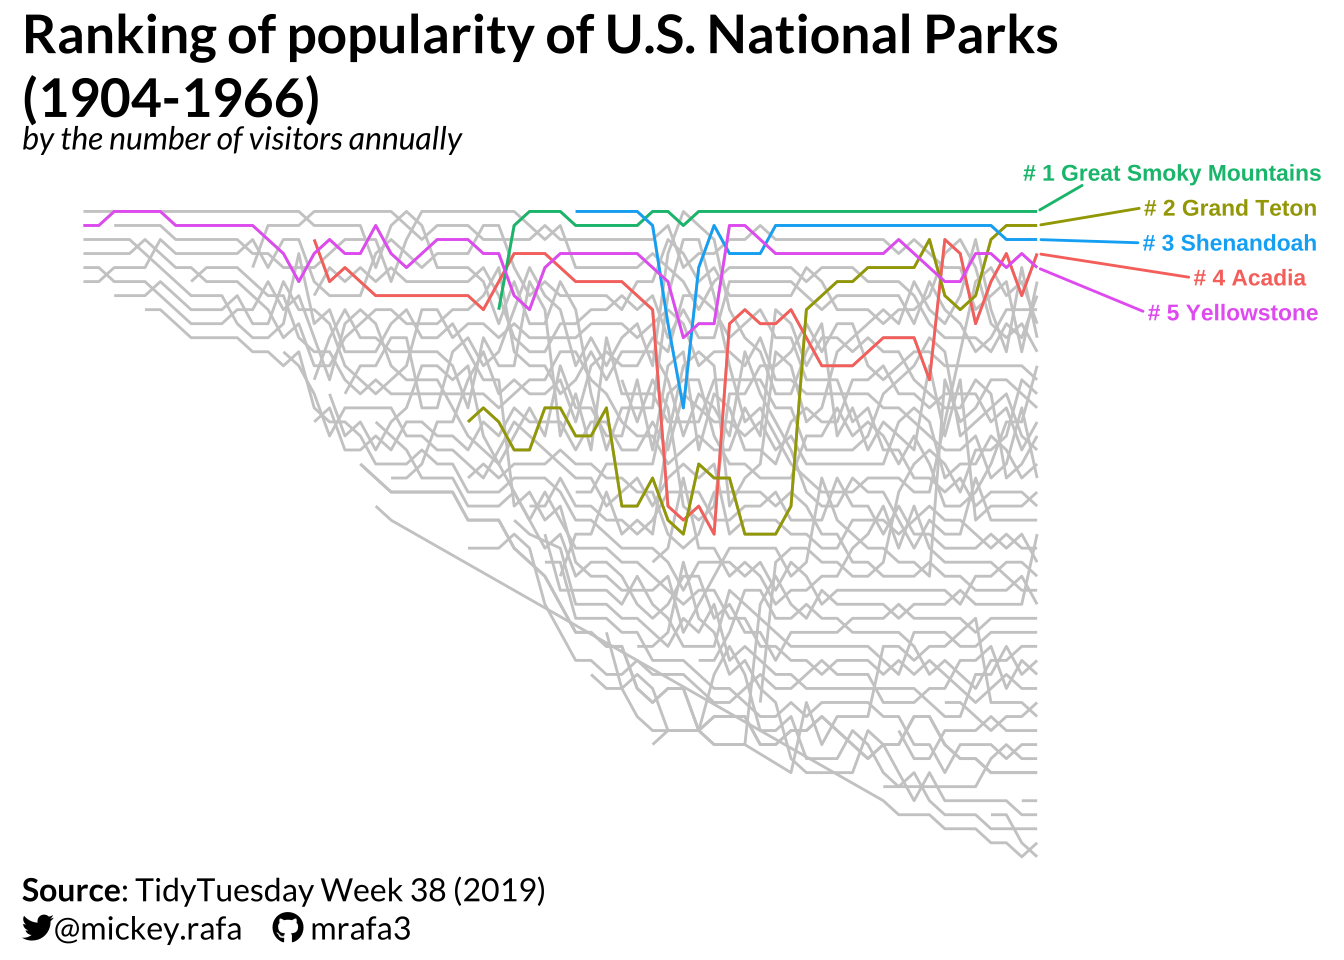 Ranking of popularity of U.S. National Parks
(1904-1966)
by the number of visitors annually
# 1 Great Smoky Mountains
# 2 Grand Teton
# 3 Shenandoah
# 4 Acadia
# 5 Yellowstone
Source: TidyTuesday Week 38 (2019)
@mickey.rafa mrafa3